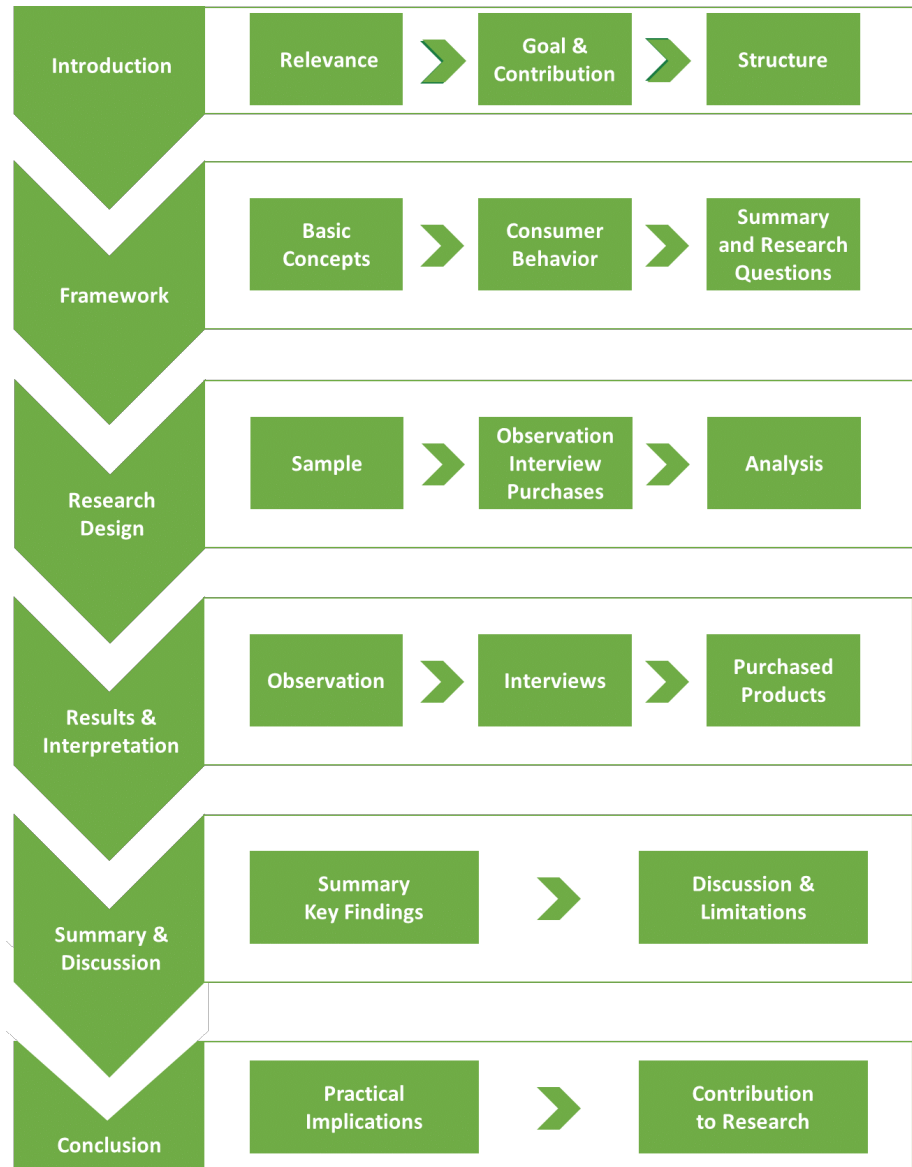 Introduction
Relevance
Goal &
Contribution
Structure
Framework
Basic
Concepts
Consumer
Behavior
Summary
and Research
Questions
Research
Design
Sample
Observation
Interview
Purchases
Analysis
Results &
Interpretation
Observation
Interviews
Purchased
Products
Summary &
Discussion
Summary
Key Findings
Discussion &
Limitations
Conclusion
Practical
Implications
Contribution
to Research